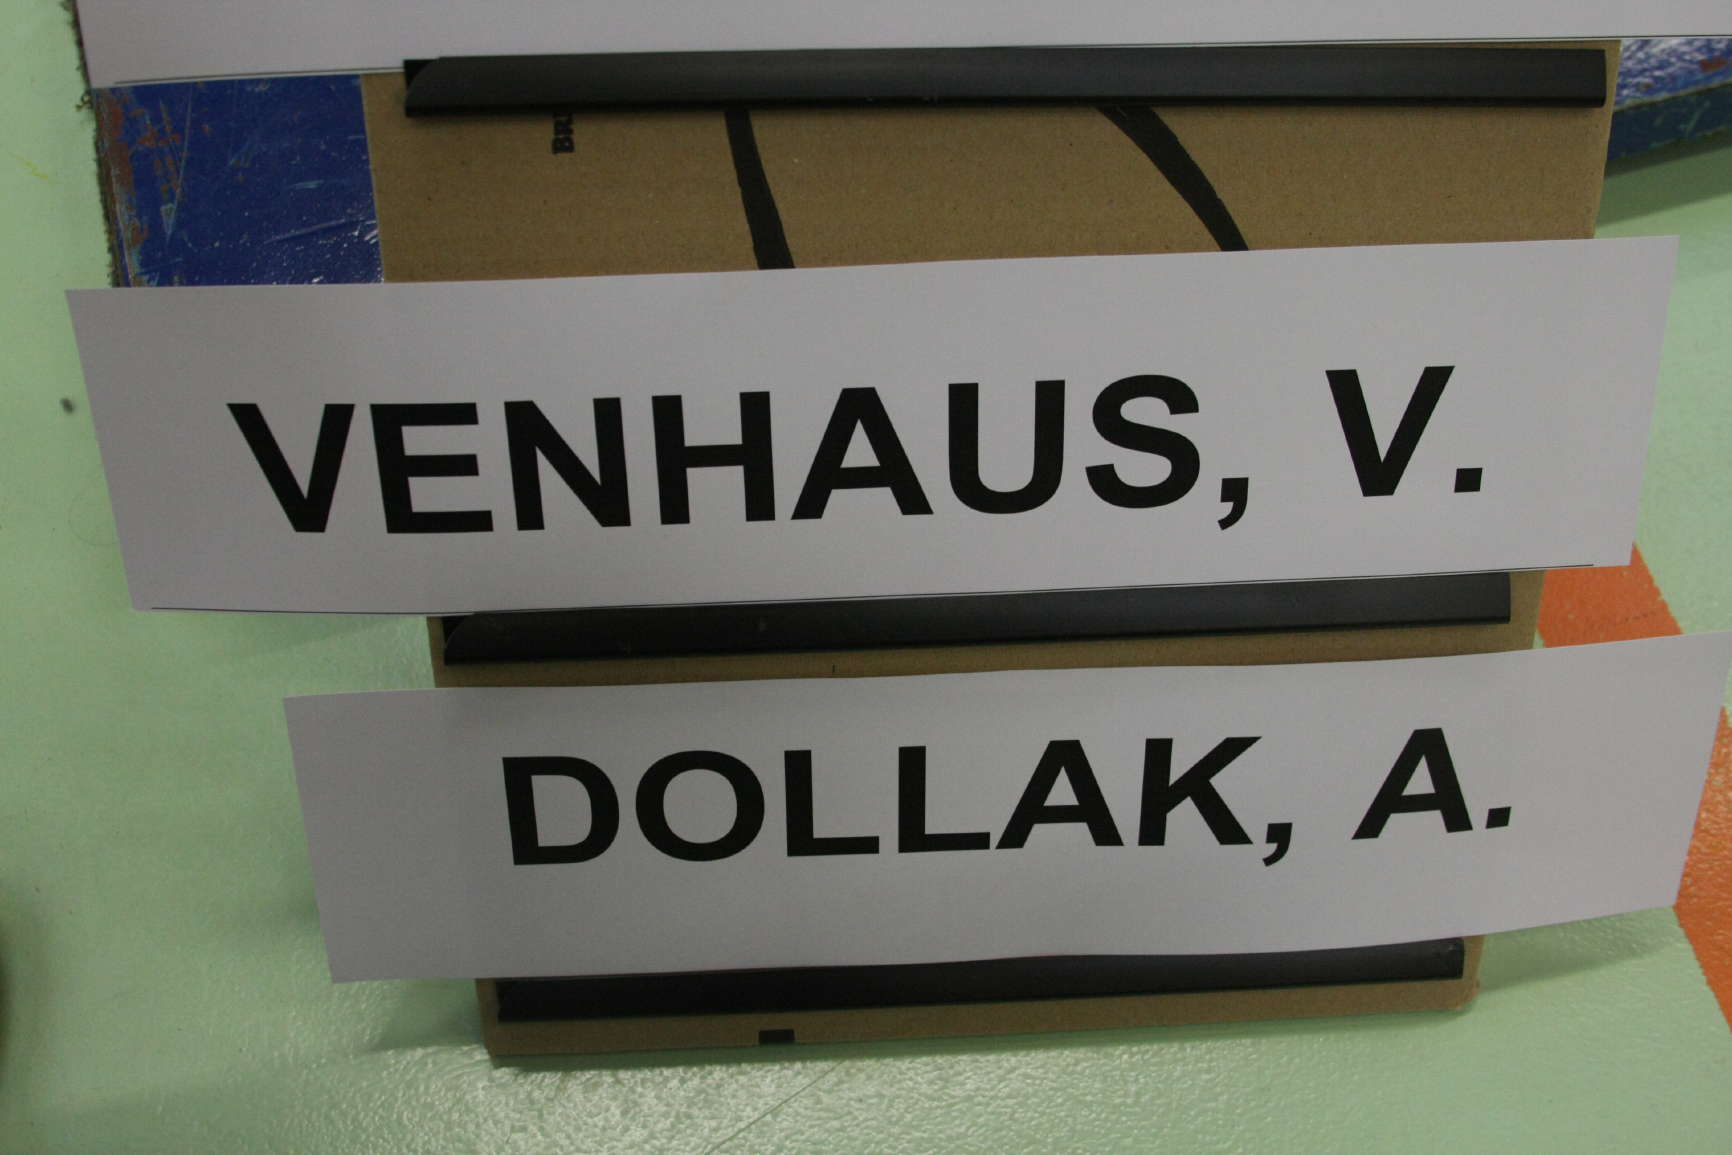 VENHAUS, V.
DOLLAK, A.